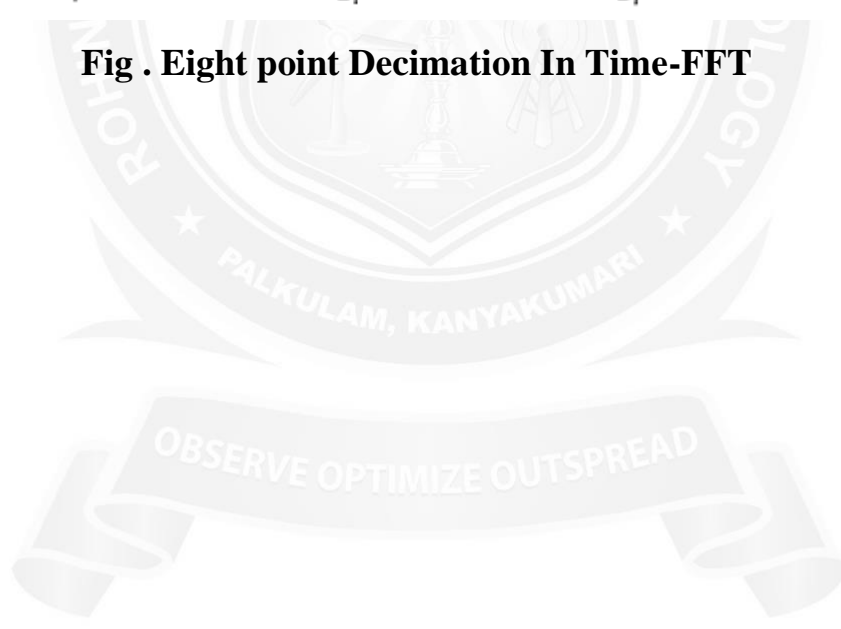 Fig . Eight point Decimation In Time-FFT
PALKULAM, KANYAKUMARI
OBSERVE OPTIMIZE OUTSPREAD